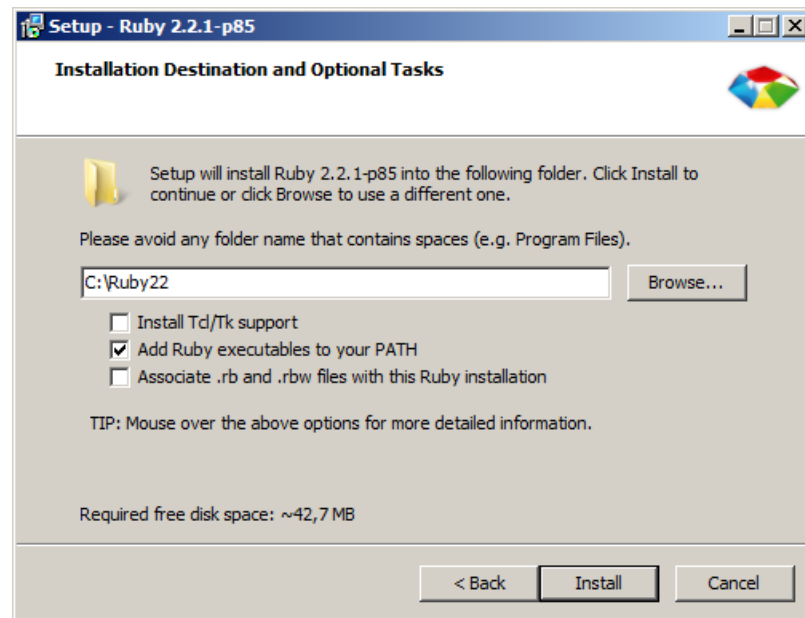 Setup - Ruby 2.2.1-p85
Installation Destination and Optional Tasks
Setup will install Ruby 2.2.1-p85 into the following folder. Click Install to
continue or click Browse to use a different one.
Please avoid any folder name that contains spaces (e.g. Program Files).
C:\Ruby22
Browse...
Install Tcl/Tk support
Add Ruby executables to your PATH
Associate .rb and .rbw files with this Ruby installation
TIP: Mouse over the above options for more detailed information.
Required free disk space: ~42,7 MB
< Back
Install
Cancel